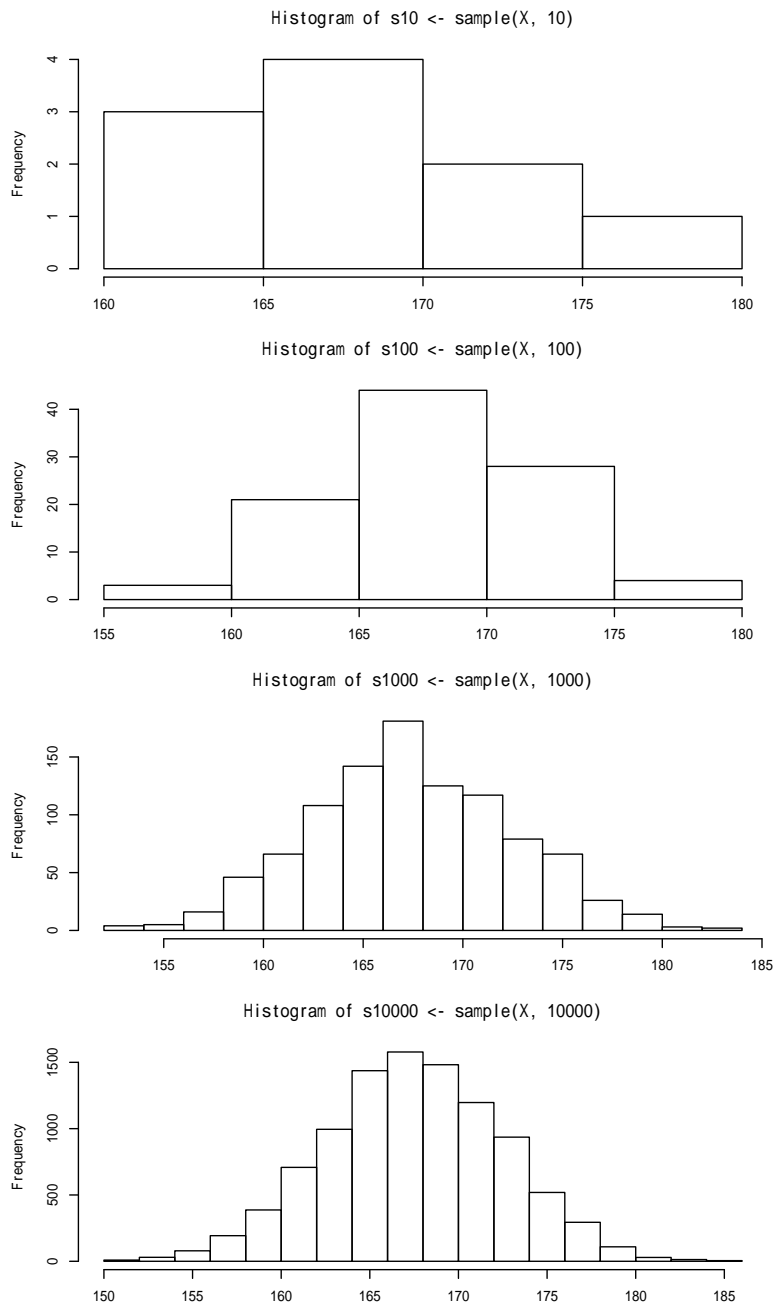 Histogram of s10 <- sample(X, 10)
Frequency
4
3
2
1
0
160 165 170 175 180
Histogram of s100 <- sample(X, 100)
Frequency
40
30
20
10
0
155 160 165 170 175 180
Histogram of s1000 <- sample(X, 1000)
Frequency
150
100
50
0
155 160 165 170 175 180 185
Histogram of s10000 <- sample(X, 10000)
Frequency
1500
1000
500
0
150 155 160 165 170 175 180 185